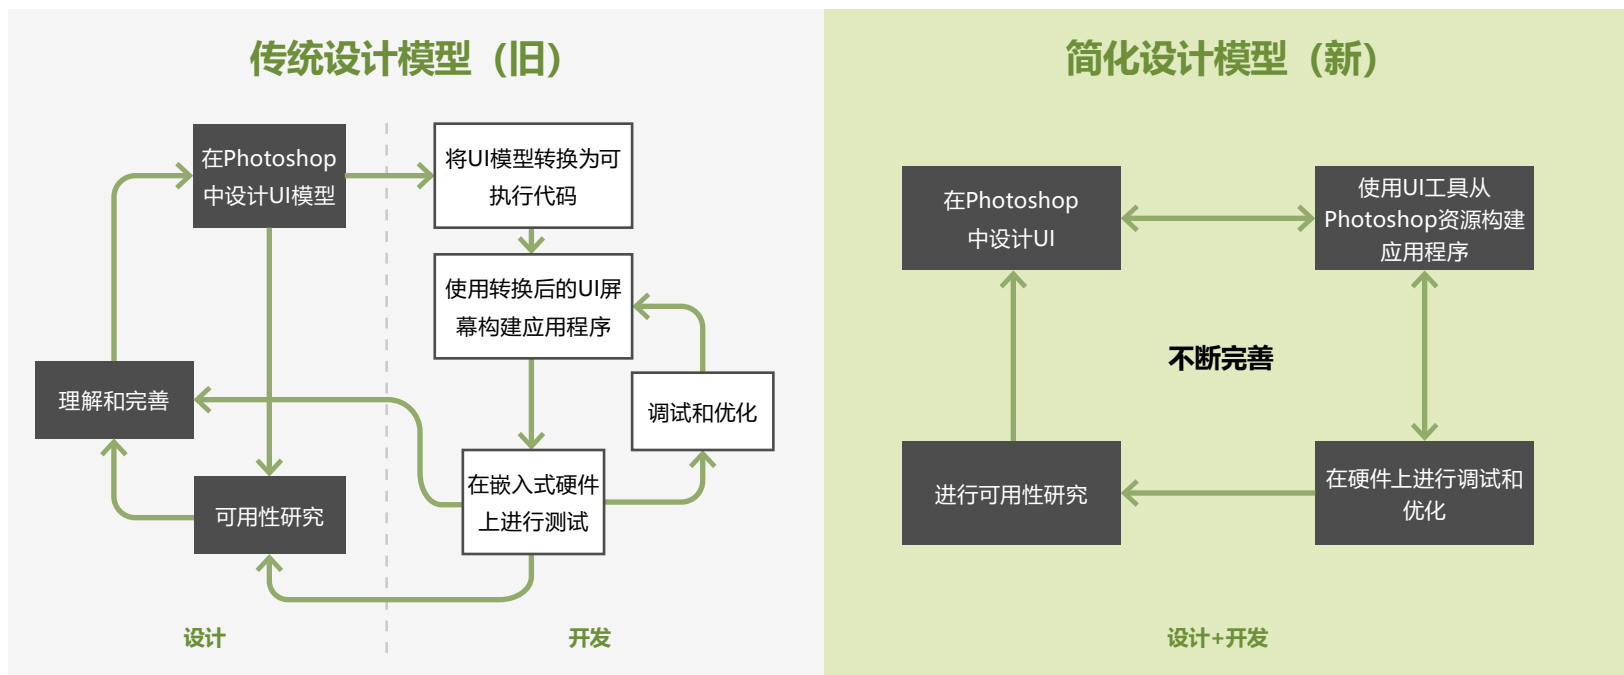 传统设计模型（旧）
在Photoshop
中设计UI模型
将UI模型转换为可
执行代码
使用转换后的UI屏
幕构建应用程序
理解和完善
调试和优化
在嵌入式硬件
上进行测试
可用性研究
设计
开发
简化设计模型（新）
在Photoshop
中设计UI
使用UI工具从
Photoshop资源构建
应用程序
不断完善
进行可用性研究
在硬件上进行调试和
优化
设计+开发